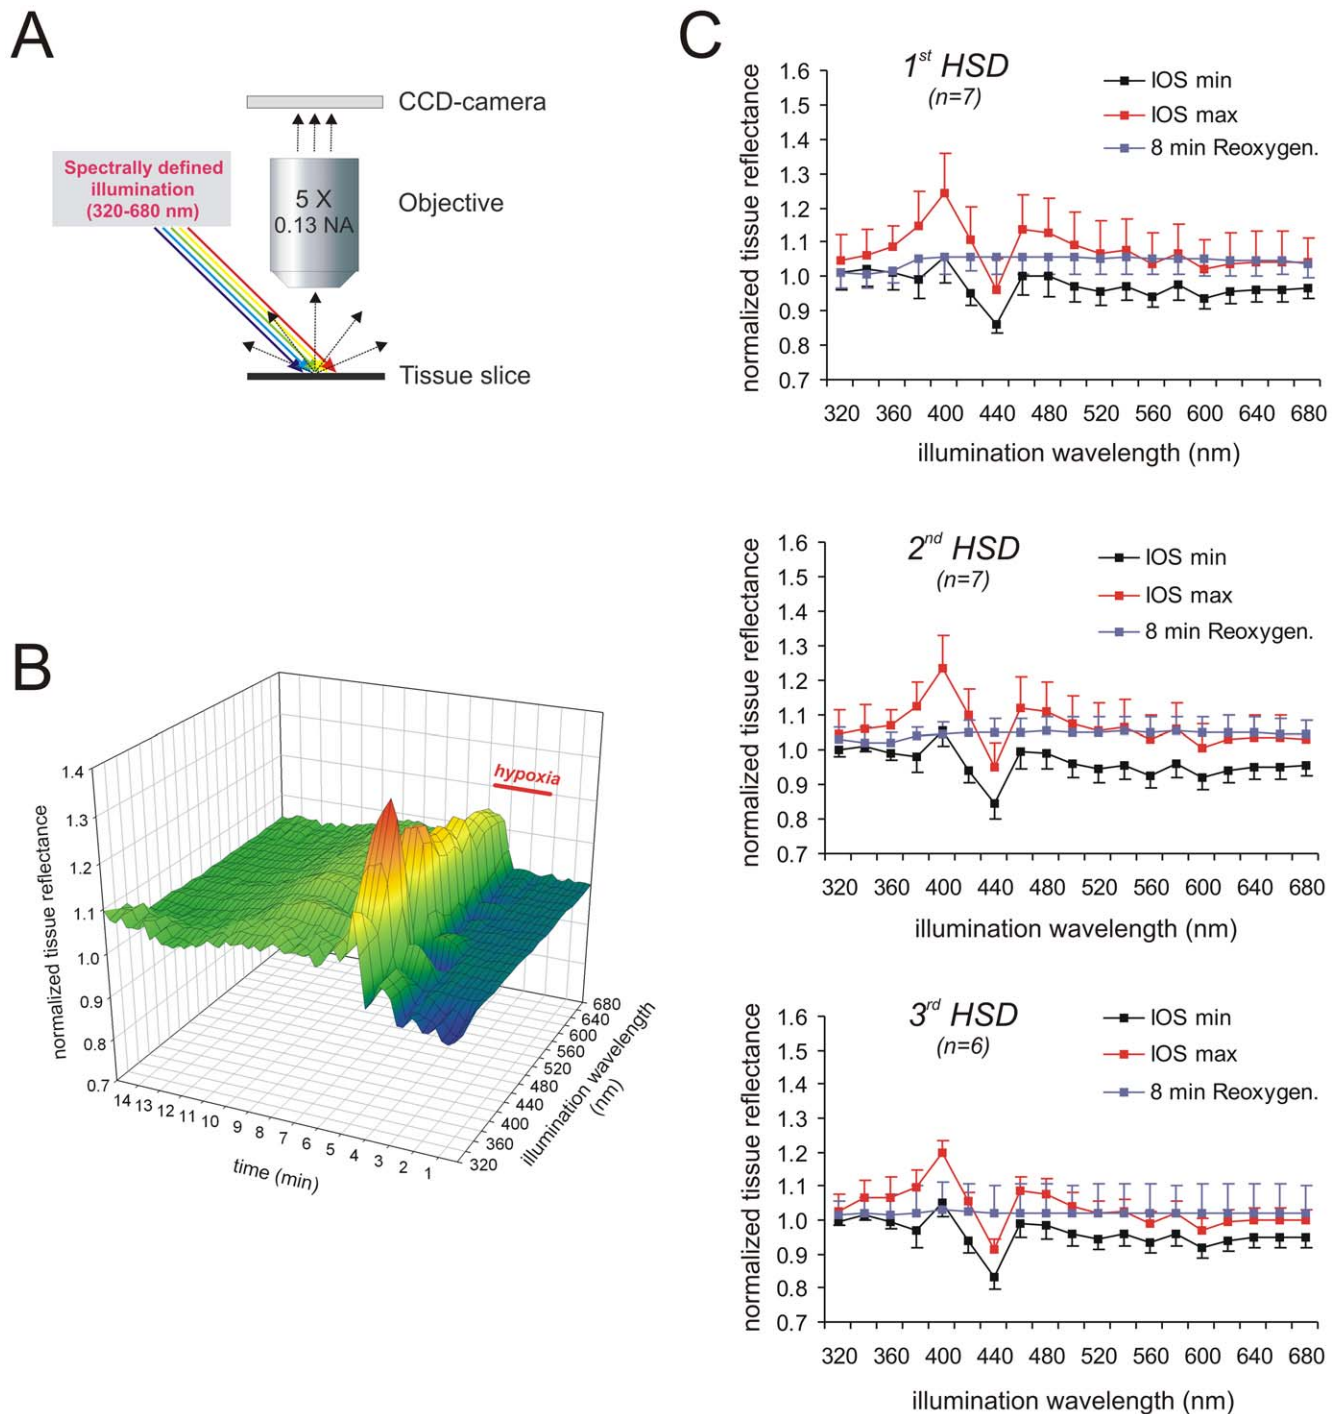 A
CCD-camera
Spectrally defined
illumination
(320-680 nm)
5 X
0.13 NA
Objective
Tissue slice
B
hypoxia
1.4
1.3
1.2
1.1
1.0
0.9
0.8
0.7
normalized tissue reflectance
14 13 12 11 10 9 8 7 6 5 4 3 2 1
time (min)
680
640
600
560
520
480
440
400
360
320
illumination wavelength
(nm)
C
1st HSD
(n=7)
IOS min
IOS max
8 min Reoxygen.
1.6
1.5
1.4
1.3
1.2
1.1
1.0
0.9
0.8
0.7
normalized tissue reflectance
320 360 400 440 480 520 560 600 640 680
illumination wavelength (nm)
2nd HSD
(n=7)
IOS min
IOS max
8 min Reoxygen.
1.6
1.5
1.4
1.3
1.2
1.1
1.0
0.9
0.8
0.7
normalized tissue reflectance
320 360 400 440 480 520 560 600 640 680
illumination wavelength (nm)
3rd HSD
(n=6)
IOS min
IOS max
8 min Reoxygen.
1.6
1.5
1.4
1.3
1.2
1.1
1.0
0.9
0.8
0.7
normalized tissue reflectance
320 360 400 440 480 520 560 600 640 680
illumination wavelength (nm)